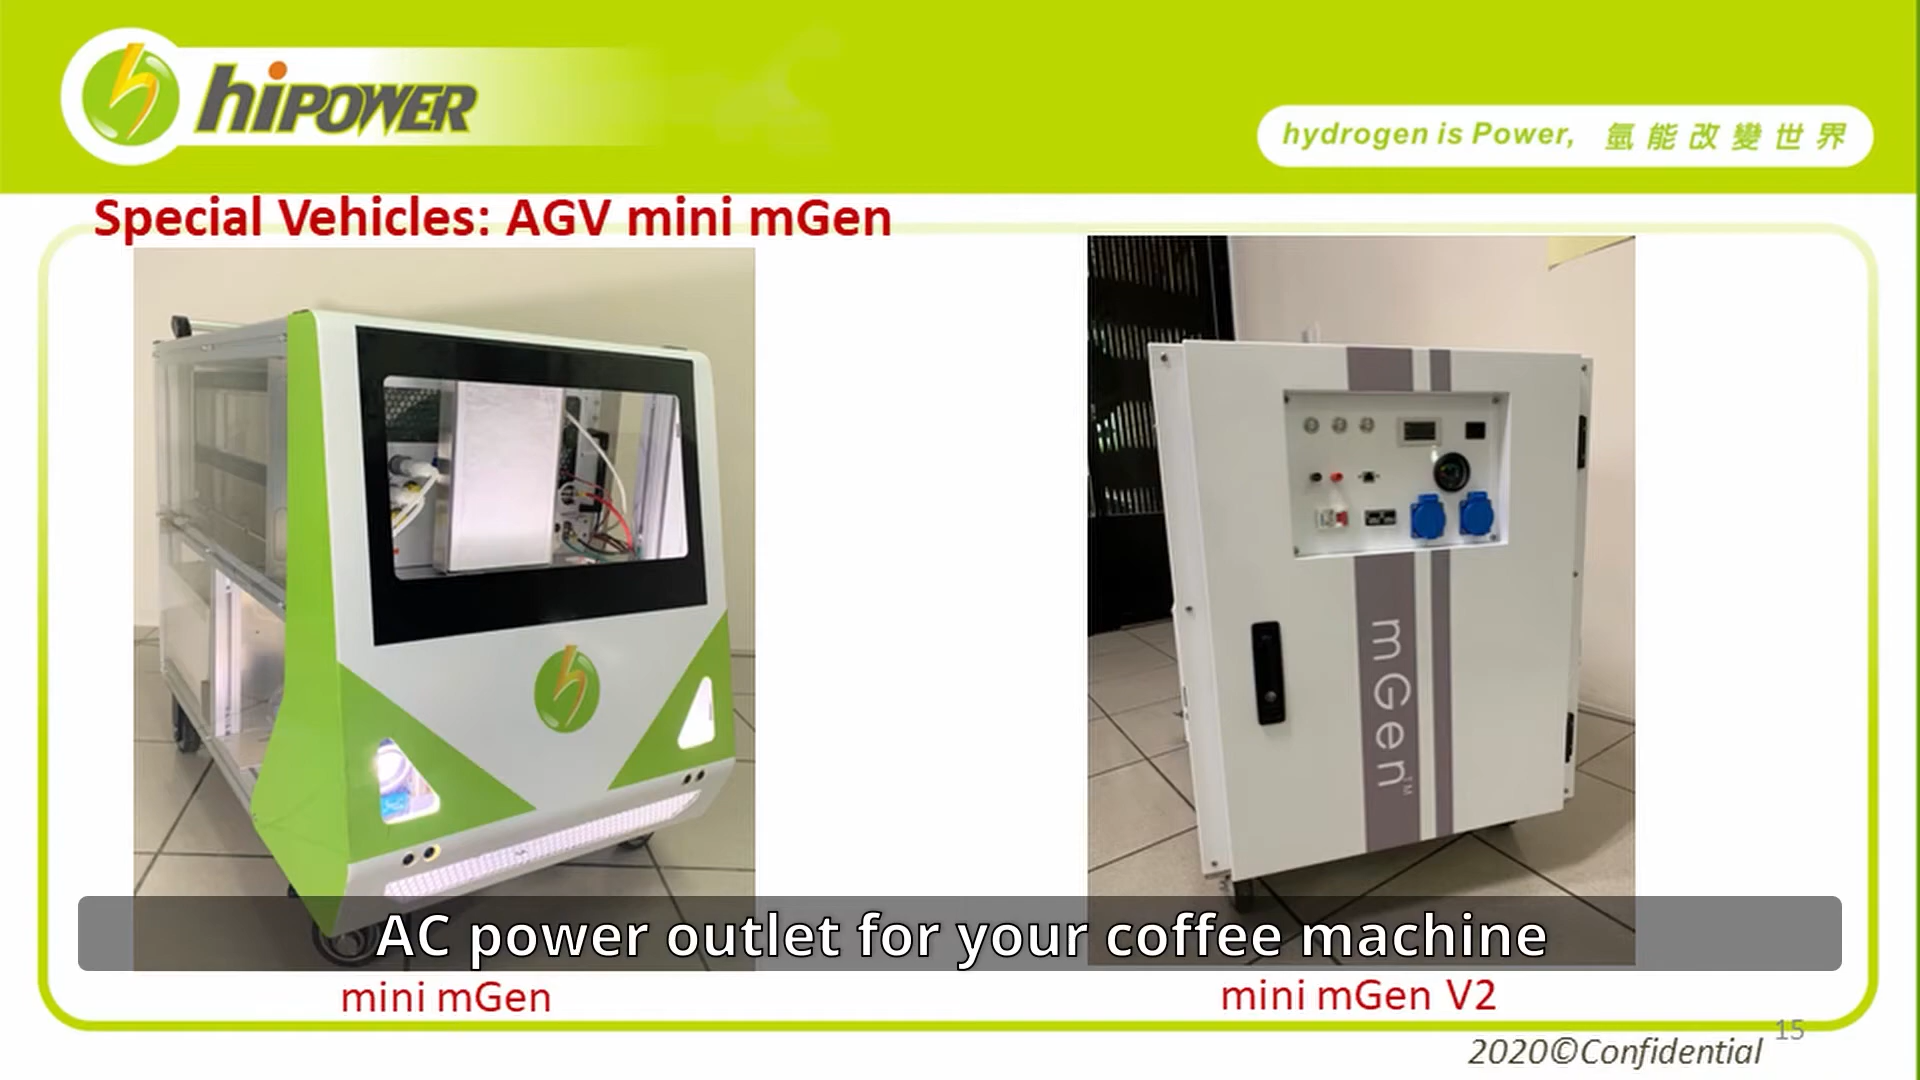 hiPOWER
hydrogen is Power, 氫能改變世界
Special Vehicles: AGV mini mGen
mGen™
AC power outlet for your coffee machine
mini mGen
mini mGen V2
15
2020©Confidential